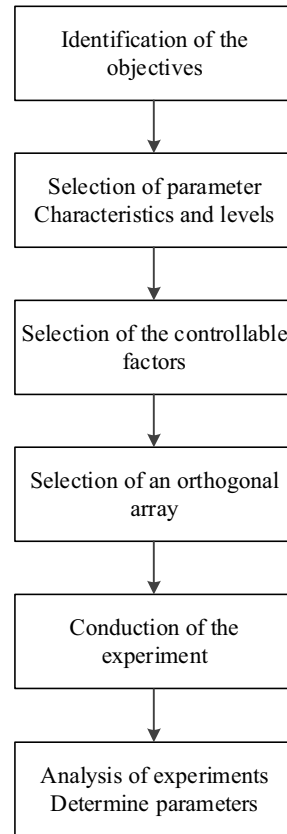 Identification of the
objectives
Selection of parameter
Characteristics and levels
Selection of the controllable
factors
Selection of an orthogonal
array
Conduction of the
experiment
Analysis of experiments
Determine parameters